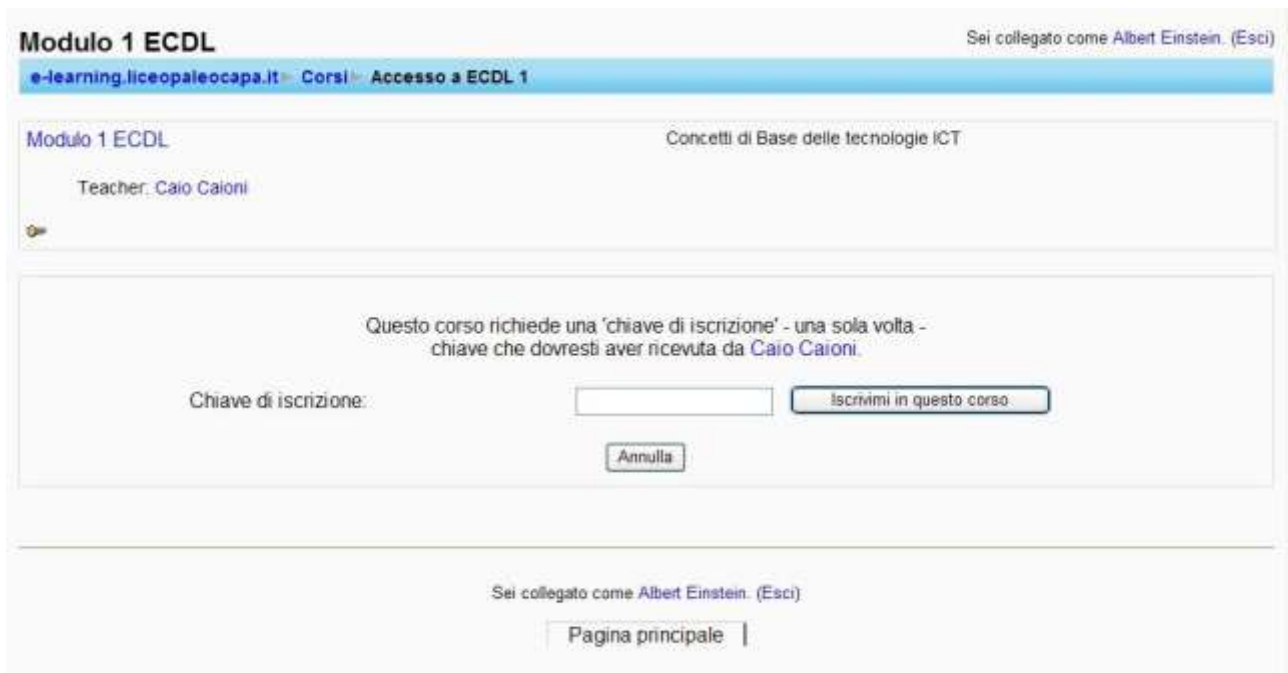 Modulo 1 ECDL
Sei collegato come Albert Einstein. (Esci)
e-learning.liceopaleocapa.it Corsi Accesso a ECDL 1
Modulo 1 ECDL
Concetti di Base delle tecnologie ICT
Teacher: Caio Caioni
Questo corso richiede una 'chiave di iscrizione' - una sola volta -
chiave che dovresti aver ricevuta da Caio Caioni.
Chiave di iscrizione:
Iscrivimi in questo corso
Annulla
Sei collegato come Albert Einstein. (Esci)
Pagina principale